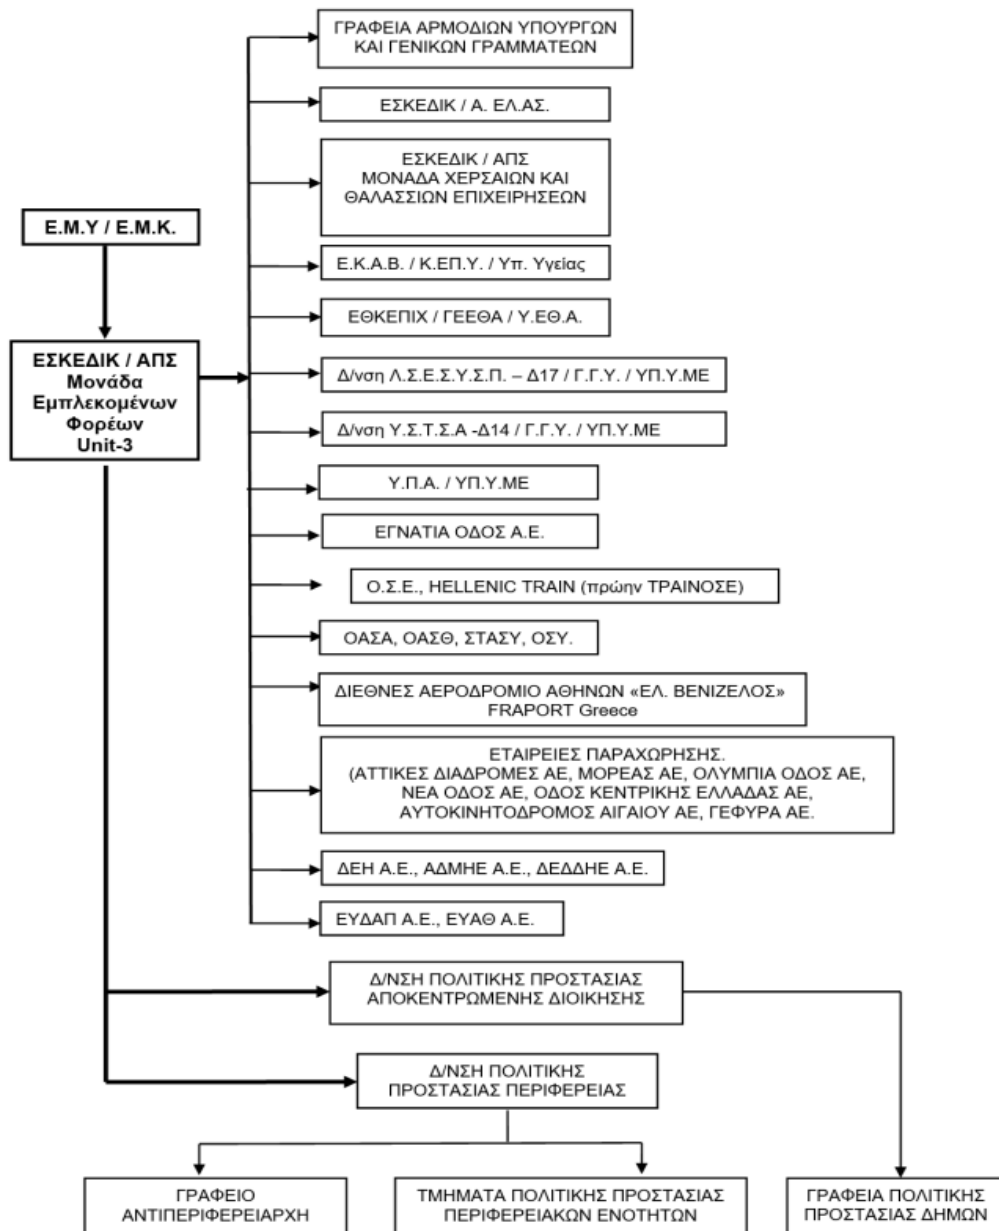 ΓΡΑΦΕΙΑ ΑΡΜΟΔΙΩΝ ΥΠΟΥΡΓΩΝ
ΚΑΙ ΓΕΝΙΚΩΝ ΓΡΑΜΜΑΤΕΩΝ
ΕΣΚΕΔΙΚ / Α. ΕΛ.ΑΣ.
ΕΣΚΕΔΙΚ / ΑΠΣ
ΜΟΝΑΔΑ ΧΕΡΣΑΙΩΝ ΚΑΙ
ΘΑΛΑΣΣΙΩΝ ΕΠΙΧΕΙΡΗΣΕΩΝ
Ε.Μ.Υ / Ε.Μ.Κ.
Ε.Κ.Α.Β. / Κ.ΕΠ.Υ. / Υπ. Υγείας
ΕΘΚΕΠΙΧ / ΓΕΕΘΑ / Υ.ΕΘ.Α.
ΕΣΚΕΔΙΚ / ΑΠΣ
Μονάδα
Εμπλεκομένων
Φορέων
Unit-3
Δ/νση Λ.Σ.Ε.Σ.Υ.Σ.Π. – Δ17 / Γ.Γ.Υ. / ΥΠ.Υ.ΜΕ
Δ/νση Υ.Σ.Τ.Σ.Α -Δ14 / Γ.Γ.Υ. / ΥΠ.Υ.ΜΕ
Υ.Π.Α. / ΥΠ.Υ.ΜΕ
ΕΓΝΑΤΙΑ ΟΔΟΣ Α.Ε.
Ο.Σ.Ε., HELLENIC TRAIN (πρώην ΤΡΑΙΝΟΣΕ)
ΟΑΣΑ, ΟΑΣΘ, ΣΤΑΣΥ, ΟΣΥ.
ΔΙΕΘΝΕΣ ΑΕΡΟΔΡΟΜΙΟ ΑΘΗΝΩΝ «ΕΛ. ΒΕΝΙΖΕΛΟΣ»
FRAPORT Greece
ΕΤΑΙΡΕΙΕΣ ΠΑΡΑΧΩΡΗΣΗΣ.
(ΑΤΤΙΚΕΣ ΔΙΑΔΡΟΜΕΣ ΑΕ, ΜΟΡΕΑΣ ΑΕ, ΟΛΥΜΠΙΑ ΟΔΟΣ ΑΕ,
ΝΕΑ ΟΔΟΣ ΑΕ, ΟΔΟΣ ΚΕΝΤΡΙΚΗΣ ΕΛΛΑΔΑΣ ΑΕ,
ΑΥΤΟΚΙΝΗΤΟΔΡΟΜΟΣ ΑΙΓΑΙΟΥ ΑΕ, ΓΕΦΥΡΑ ΑΕ.
ΔΕΗ Α.Ε., ΑΔΜΗΕ Α.Ε., ΔΕΔΔΗΕ Α.Ε.
ΕΥΔΑΠ Α.Ε., ΕΥΑΘ Α.Ε.
Δ/ΝΣΗ ΠΟΛΙΤΙΚΗΣ ΠΡΟΣΤΑΣΙΑΣ
ΑΠΟΚΕΝΤΡΩΜΕΝΗΣ ΔΙΟΙΚΗΣΗΣ
Δ/ΝΣΗ ΠΟΛΙΤΙΚΗΣ
ΠΡΟΣΤΑΣΙΑΣ ΠΕΡΙΦΕΡΕΙΑΣ
ΓΡΑΦΕΙΟ
ΑΝΤΙΠΕΡΙΦΕΡΕΙΑΡΧΗ
ΤΜΗΜΑΤΑ ΠΟΛΙΤΙΚΗΣ ΠΡΟΣΤΑΣΙΑΣ
ΠΕΡΙΦΕΡΕΙΑΚΩΝ ΕΝΟΤΗΤΩΝ
ΓΡΑΦΕΙΑ ΠΟΛΙΤΙΚΗΣ
ΠΡΟΣΤΑΣΙΑΣ ΔΗΜΩΝ